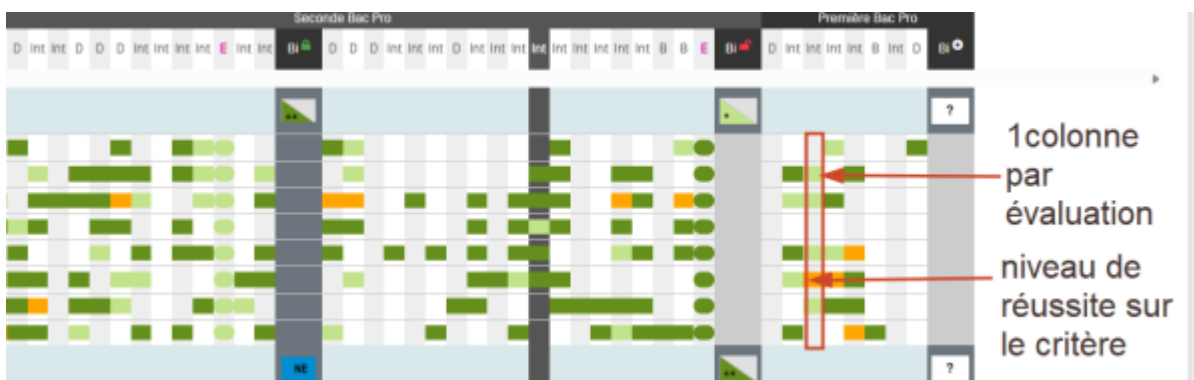 Seconde Bac Pro Première Bac Pro
D Int Int D D D Int Int Int Int E Int Int Bi D D D Int Int Int D Int Int Int Int Int Int Int Int Int B B E Bi D Int Int Int Int B Int D Bi
++ + ?
1colonne
par
évaluation
niveau de
réussite sur
le critère
NE ++ ?